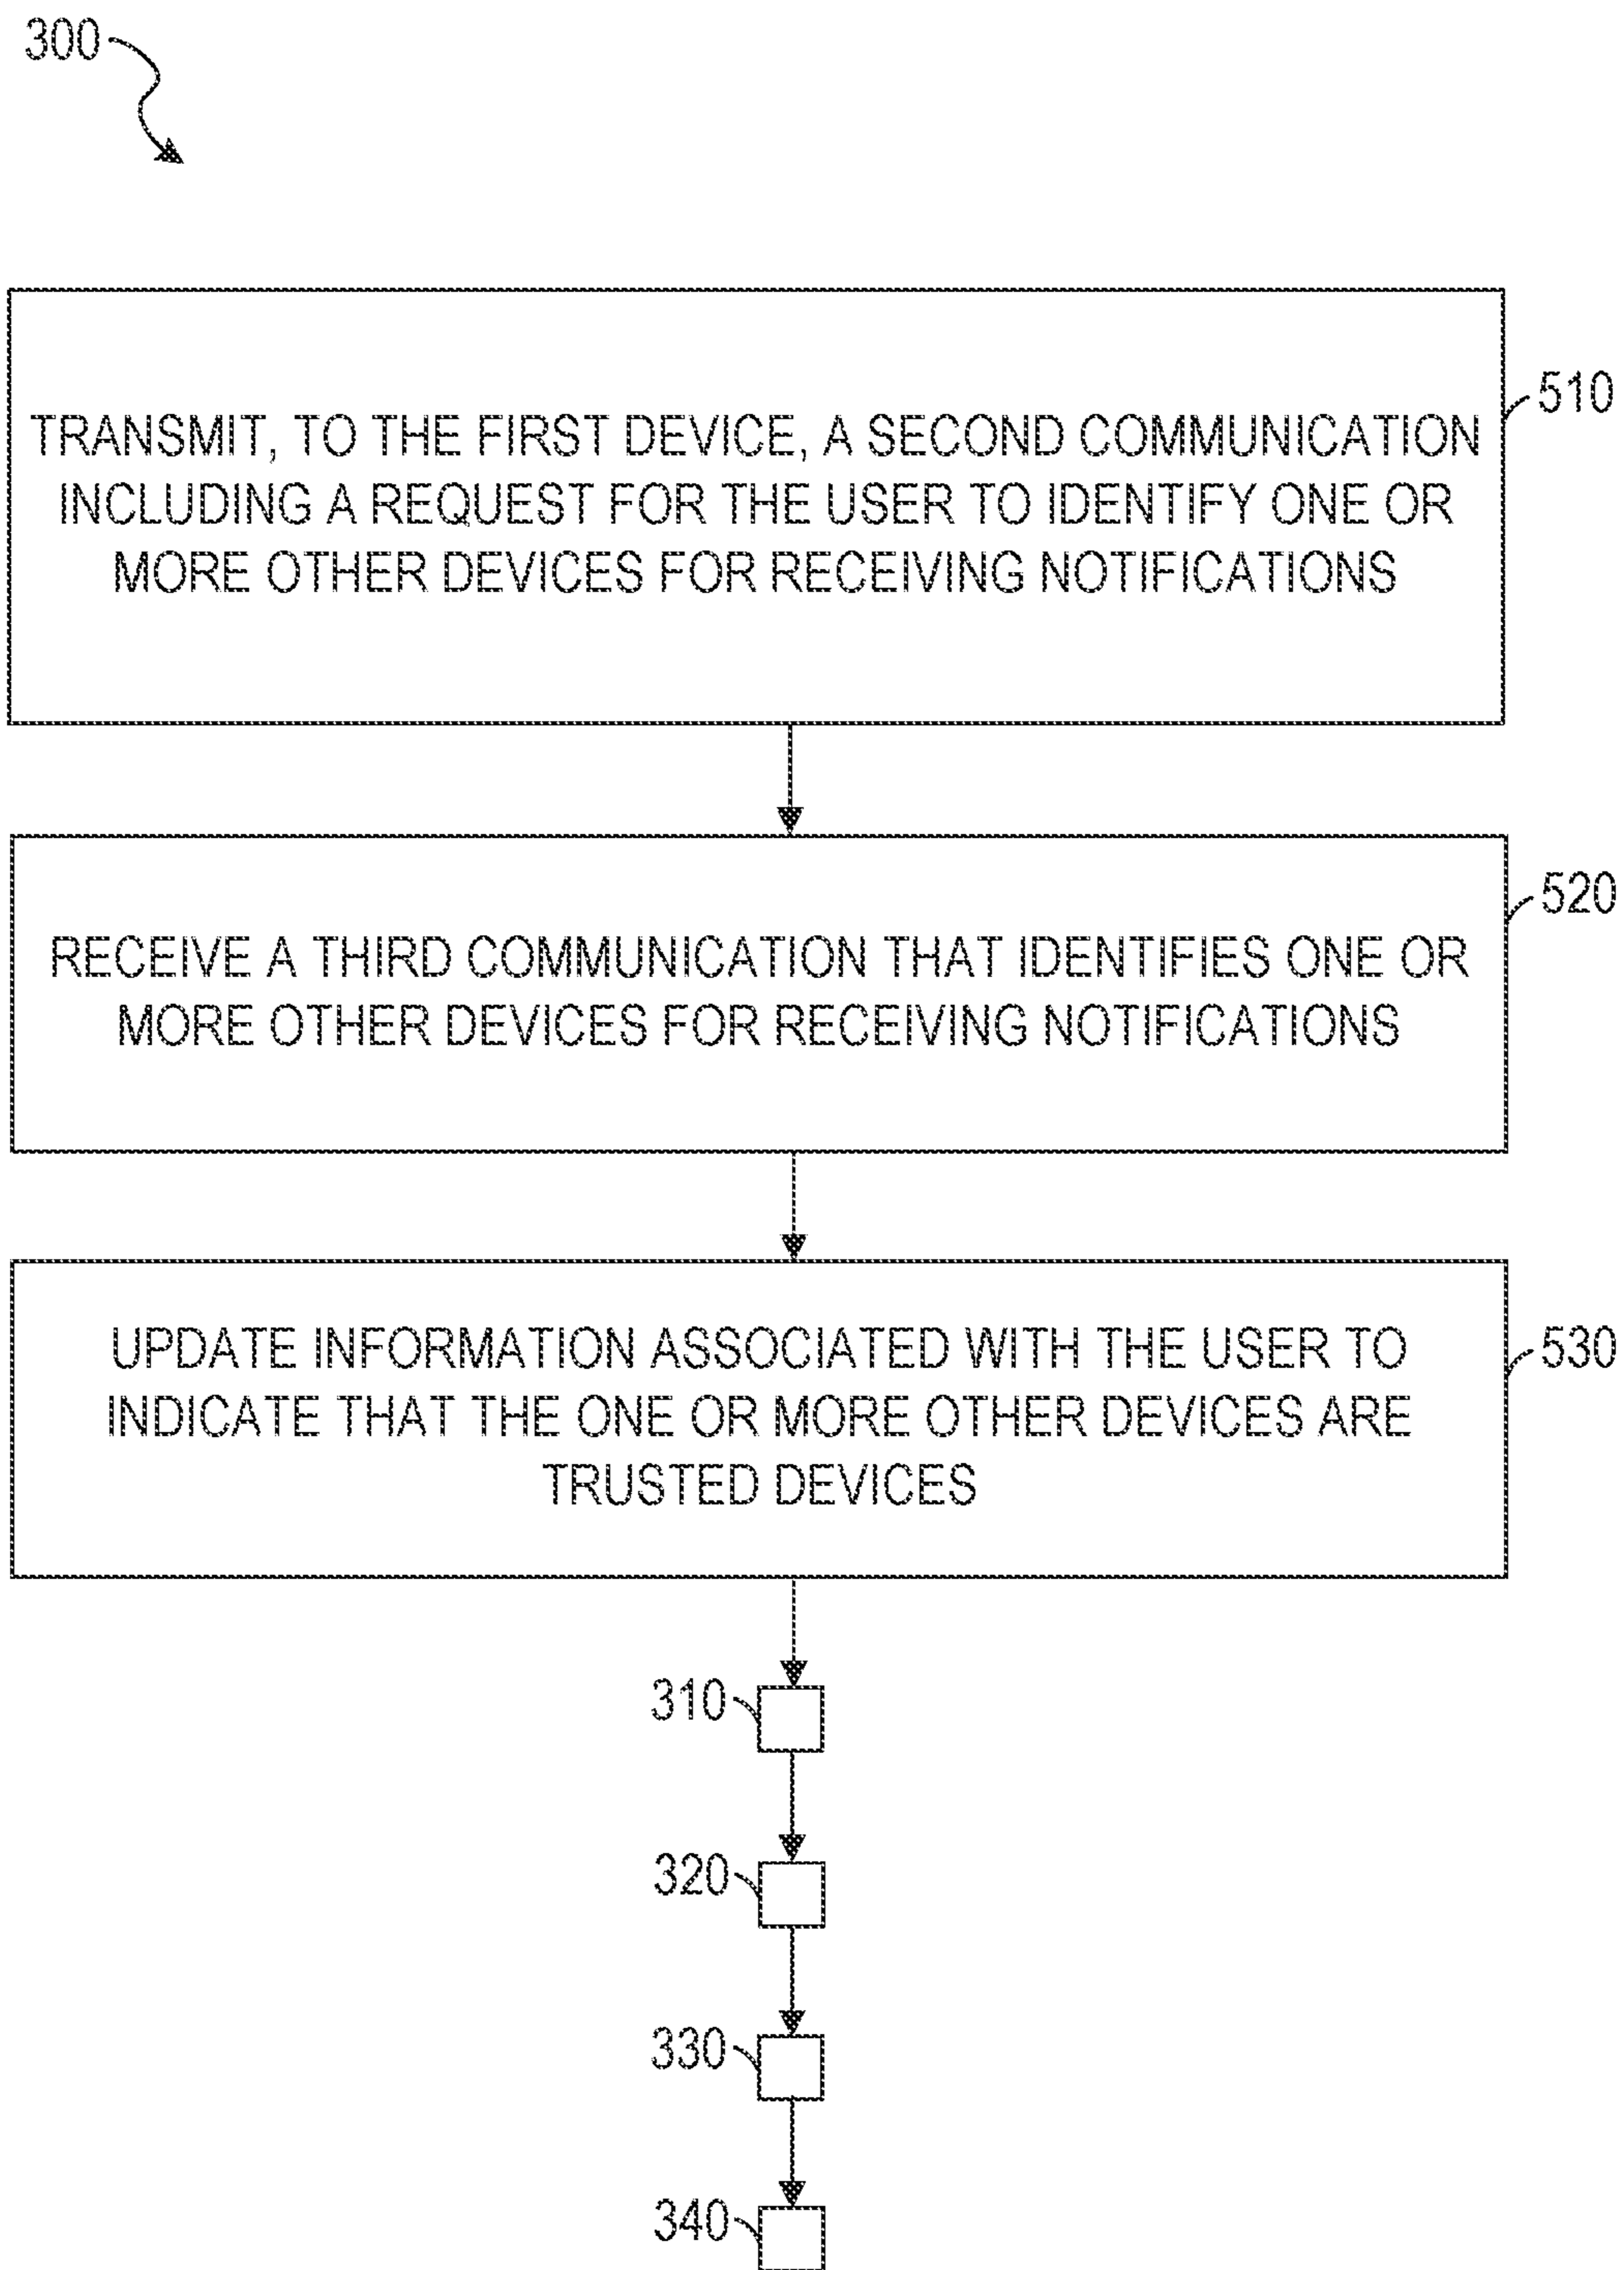 300
TRANSMIT, TO THE FIRST DEVICE, A SECOND COMMUNICATION
INCLUDING A REQUEST FOR THE USER TO IDENTIFY ONE OR
MORE OTHER DEVICES FOR RECEIVING NOTIFICATIONS
510
RECEIVE A THIRD COMMUNICATION THAT IDENTIFIES ONE OR
MORE OTHER DEVICES FOR RECEIVING NOTIFICATIONS
520
UPDATE INFORMATION ASSOCIATED WITH THE USER TO
INDICATE THAT THE ONE OR MORE OTHER DEVICES ARE
TRUSTED DEVICES
530
310
320
330
340